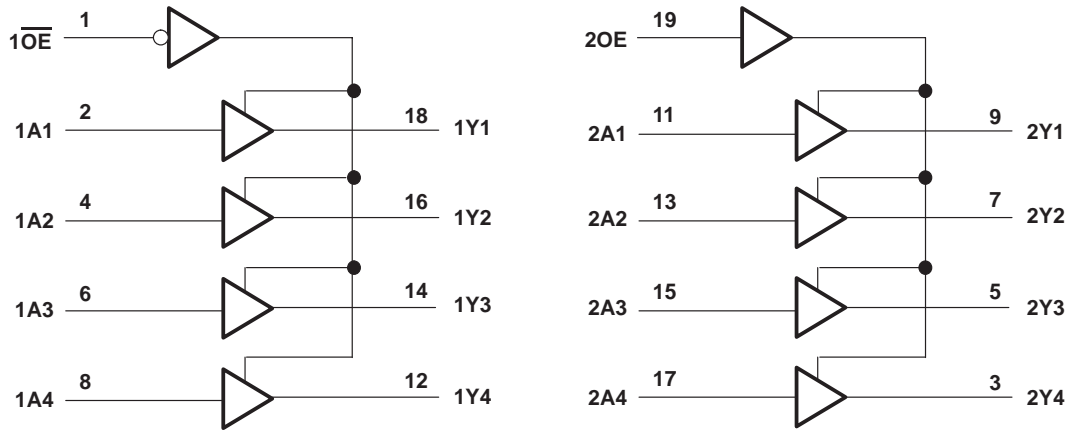 1O̅E̅ 1
1A1 2 18 1Y1
1A2 4 16 1Y2
1A3 6 14 1Y3
1A4 8 12 1Y4
2OE 19
2A1 11 9 2Y1
2A2 13 7 2Y2
2A3 15 5 2Y3
2A4 17 3 2Y4